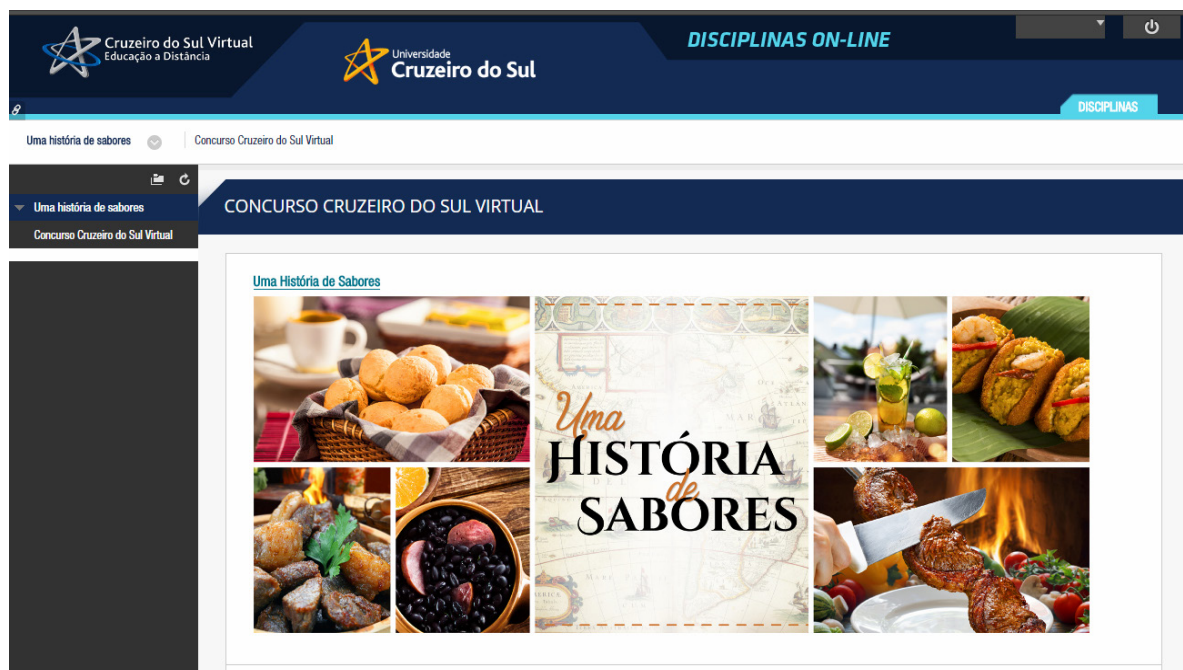 Cruzeiro do Sul Virtual
Educação a Distância
Universidade
Cruzeiro do Sul
DISCIPLINAS ON-LINE
DISCIPLINAS
Uma história de sabores
Concurso Cruzeiro do Sul Virtual
Uma história de sabores
Concurso Cruzeiro do Sul Virtual
CONCURSO CRUZEIRO DO SUL VIRTUAL
Uma História de Sabores
Uma
HISTÓRIA
de
SABORES